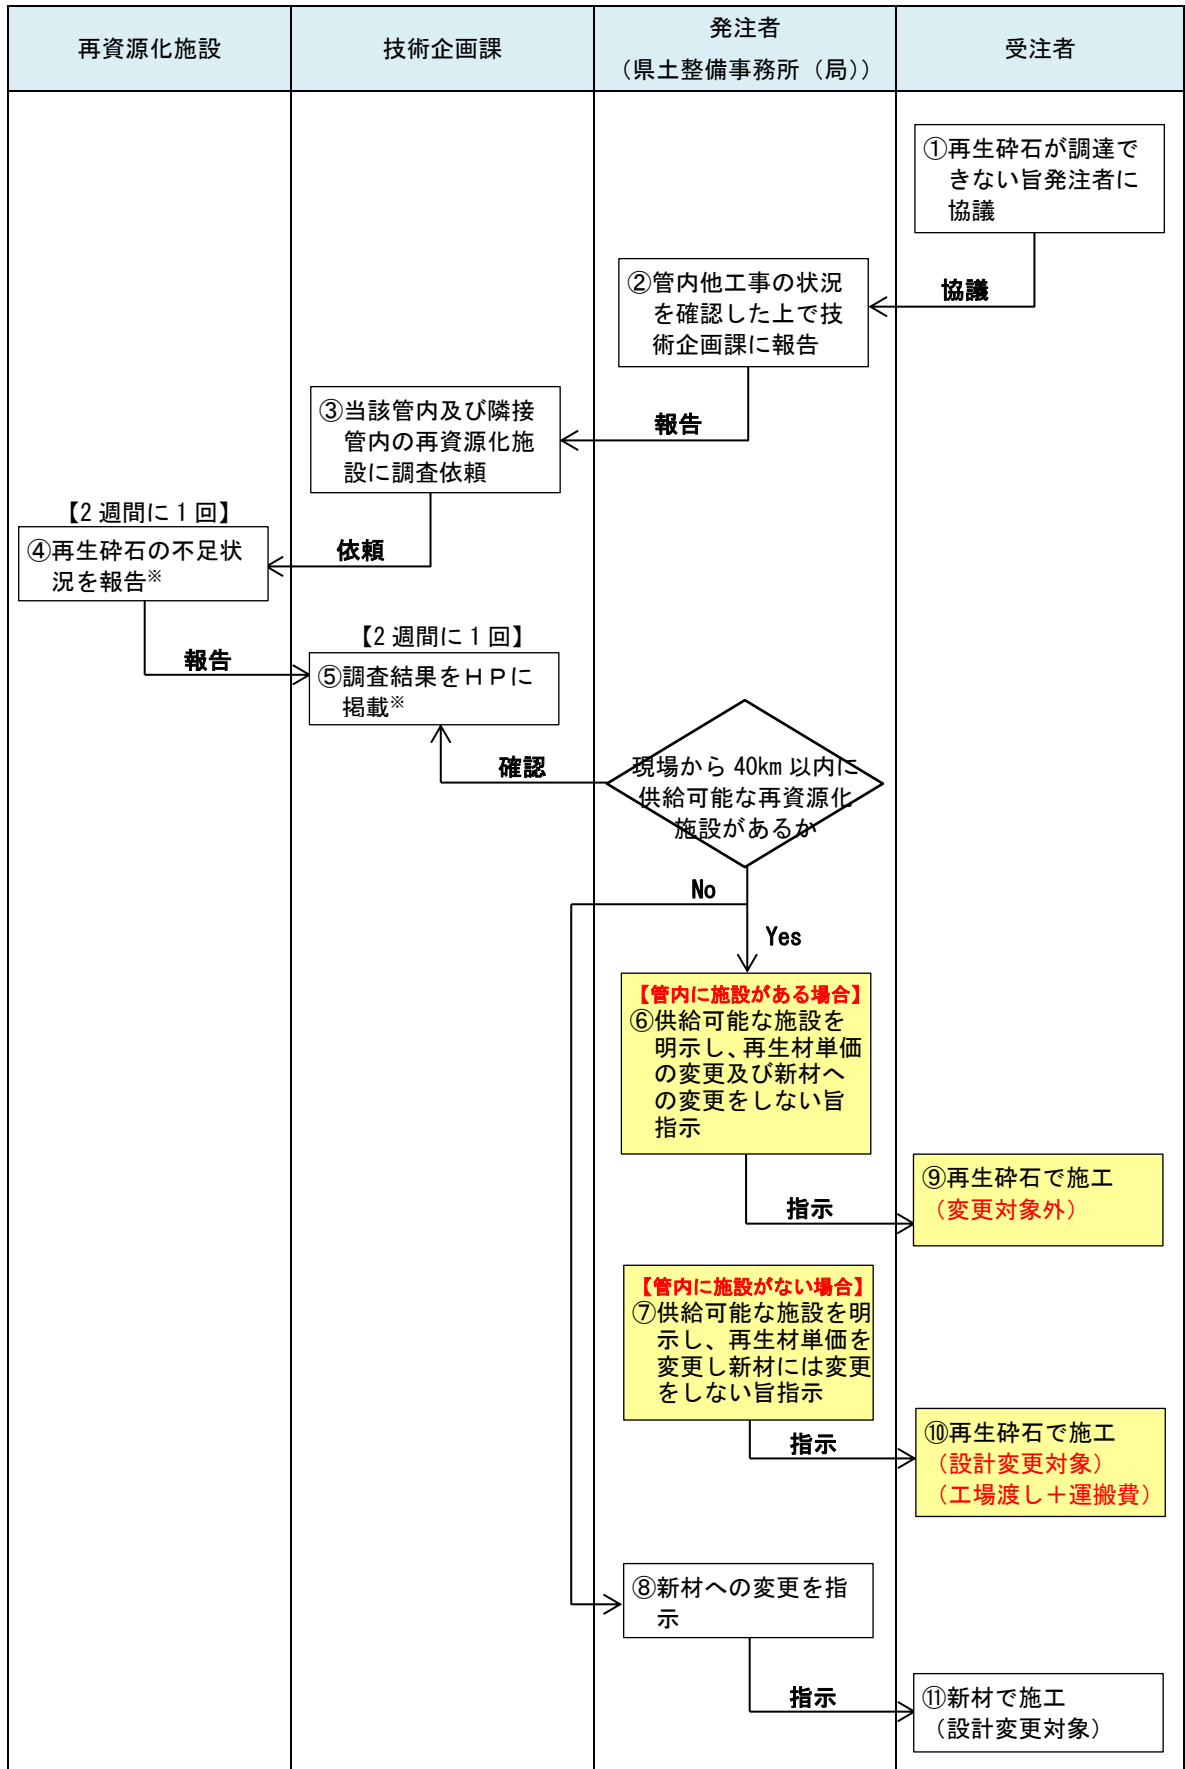 再資源化施設
技術企画課
発注者
（県土整備事務所（局））
受注者
①再生砕石が調達で
きない旨発注者に
協議
協議
②管内他工事の状況
を確認した上で技
術企画課に報告
報告
③当該管内及び隣接
管内の再資源化施
設に調査依頼
依頼
【2週間に1回】
④再生砕石の不足状
況を報告※
報告
【2週間に1回】
⑤調査結果をＨＰに
掲載※
確認
現場から40km以内に
供給可能な再資源化
施設があるか
No
Yes
【管内に施設がある場合】
⑥供給可能な施設を
明示し、再生材単価
の変更及び新材へ
の変更をしない旨
指示
指示
⑨再生砕石で施工
（変更対象外）
【管内に施設がない場合】
⑦供給可能な施設を明
示し、再生材単価を
変更し新材には変更
をしない旨指示
指示
⑩再生砕石で施工
（設計変更対象）
（工場渡し＋運搬費）
⑧新材への変更を指
示
指示
⑪新材で施工
（設計変更対象）